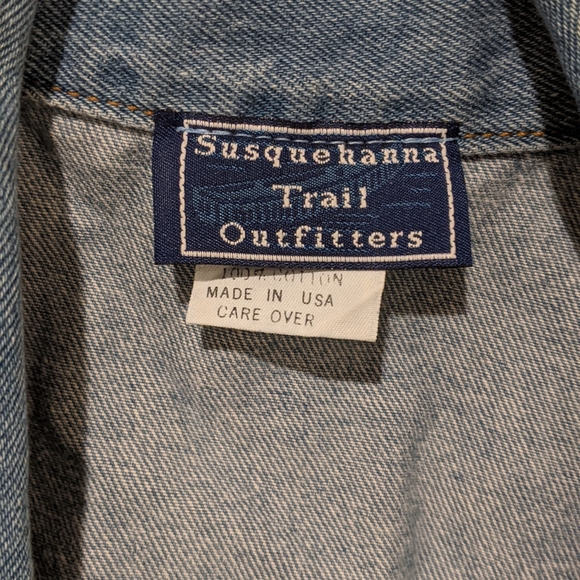 Susquehanna
Trail
Outfitters
100% COTTON
MADE IN USA
CARE OVER